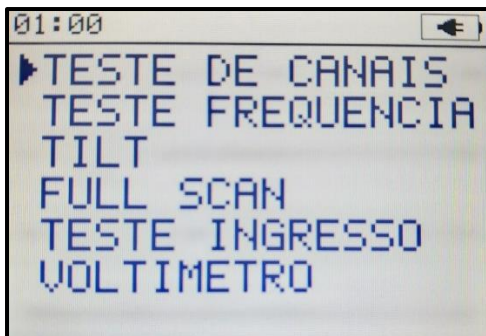 01:00
TESTE DE CANAIS
TESTE FREQUENCIA
TILT
FULL SCAN
TESTE INGRESSO
VOLTIMETRO